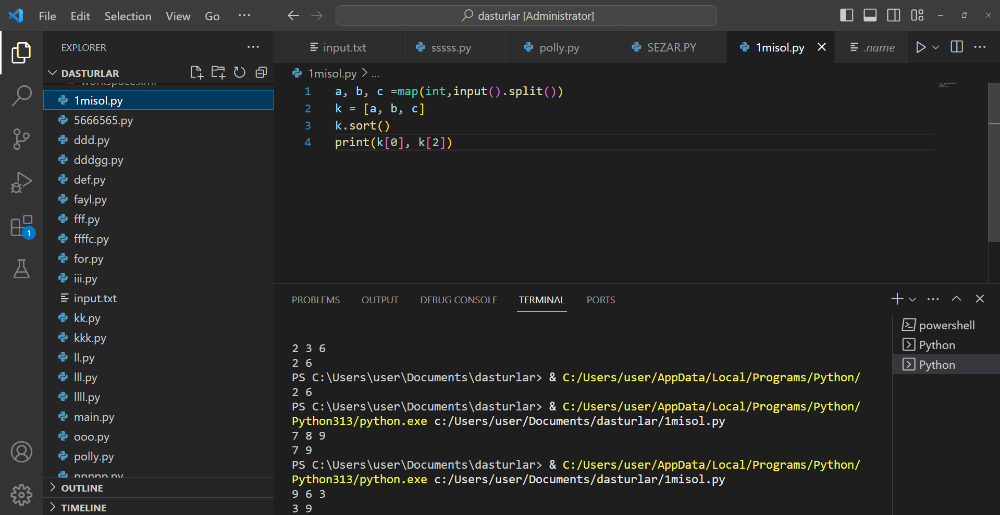 File Edit Selection View Go ...
dasturlar [Administrator]
EXPLORER
DASTURLAR
workspace.xml
1misol.py
5666565.py
ddd.py
dddgg.py
def.py
fayl.py
fff.py
ffffc.py
for.py
iii.py
input.txt
kk.py
kkk.py
ll.py
lll.py
llll.py
main.py
ooo.py
polly.py
OUTLINE
TIMELINE
1
input.txt sssss.py polly.py SEZAR.PY 1misol.py .name
1misol.py > ...
1 a, b, c =map(int,input().split())
2 k = [a, b, c]
3 k.sort()
4 print(k[0], k[2])
PROBLEMS OUTPUT DEBUG CONSOLE TERMINAL PORTS
2 3 6
2 6
PS C:\Users\user\Documents\dasturlar> & C:/Users/user/AppData/Local/Programs/Python/
2 6
PS C:\Users\user\Documents\dasturlar> & C:/Users/user/AppData/Local/Programs/Python/
Python313/python.exe c:/Users/user/Documents/dasturlar/1misol.py
7 8 9
7 9
PS C:\Users\user\Documents\dasturlar> & C:/Users/user/AppData/Local/Programs/Python/
Python313/python.exe c:/Users/user/Documents/dasturlar/1misol.py
9 6 3
3 9
powershell
Python
Python